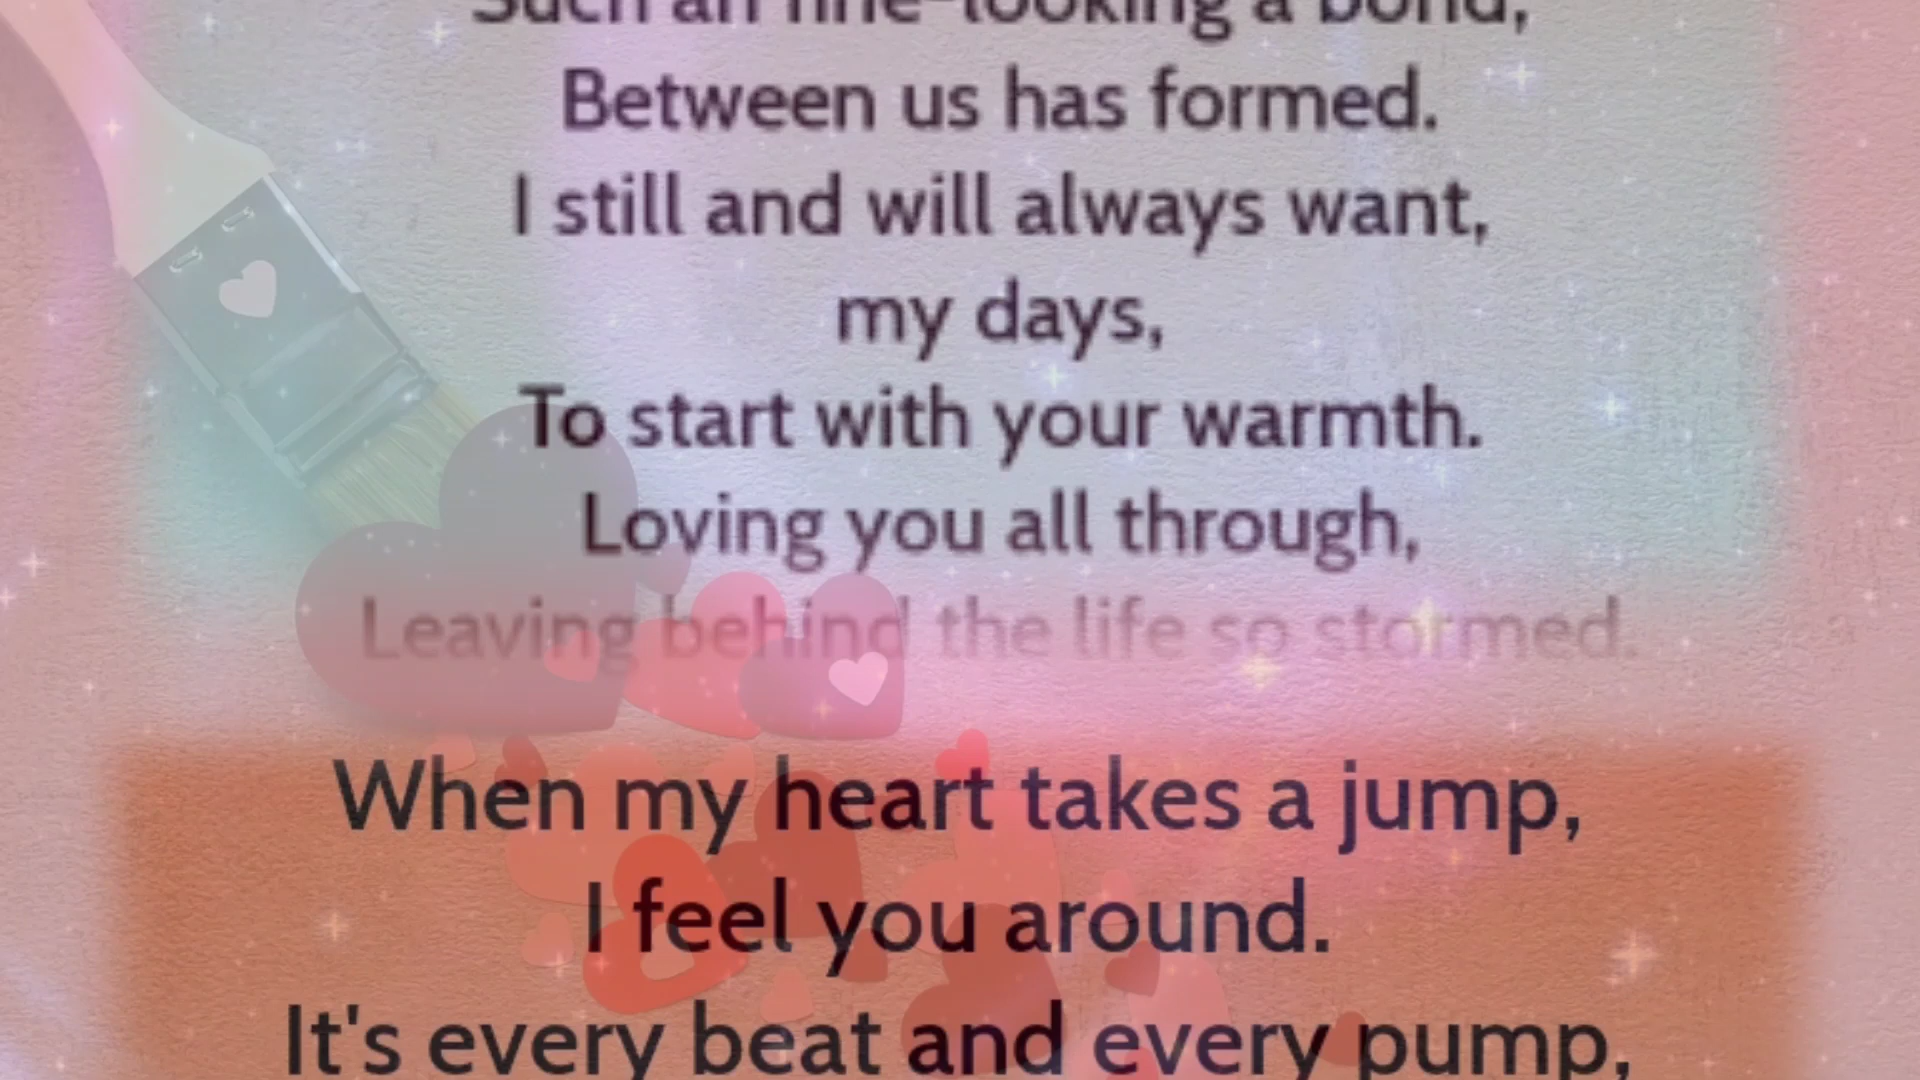 Such an fine-looking a bond,
Between us has formed.
I still and will always want,
my days,
To start with your warmth.
Loving you all through,
Leaving behind the life so stormed.
When my heart takes a jump,
I feel you around.
It's every beat and every pump,